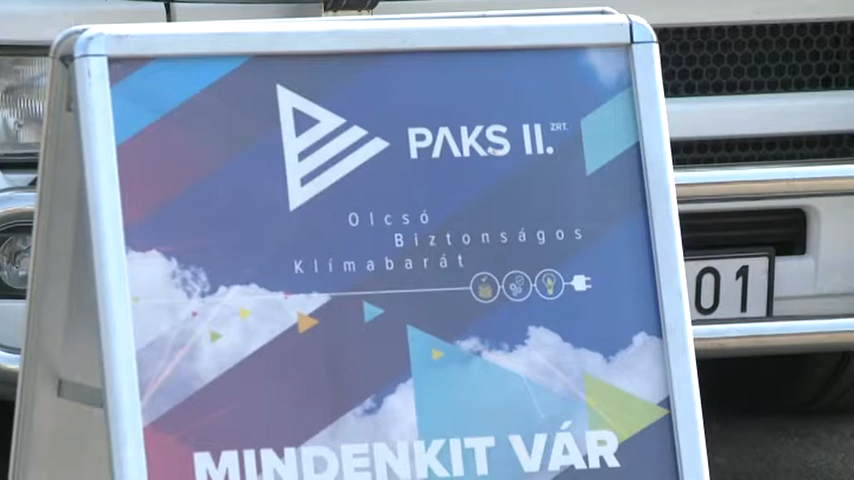 PAKS II. ZRT.
Olcsó
Biztonságos
Klímabarát
MINDENKIT VÁR
01